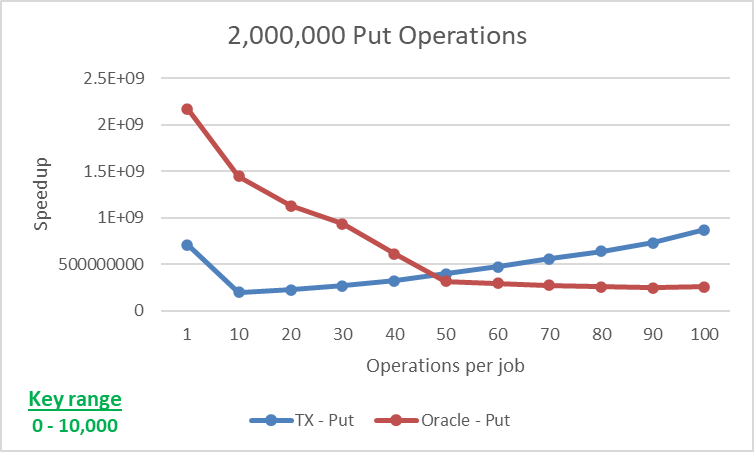 2,000,000 Put Operations
Speedup
2.5E+09
2E+09
1.5E+09
1E+09
500000000
0
1 10 20 30 40 50 60 70 80 90 100
Operations per job
Key range
0 - 10,000
TX - Put Oracle - Put